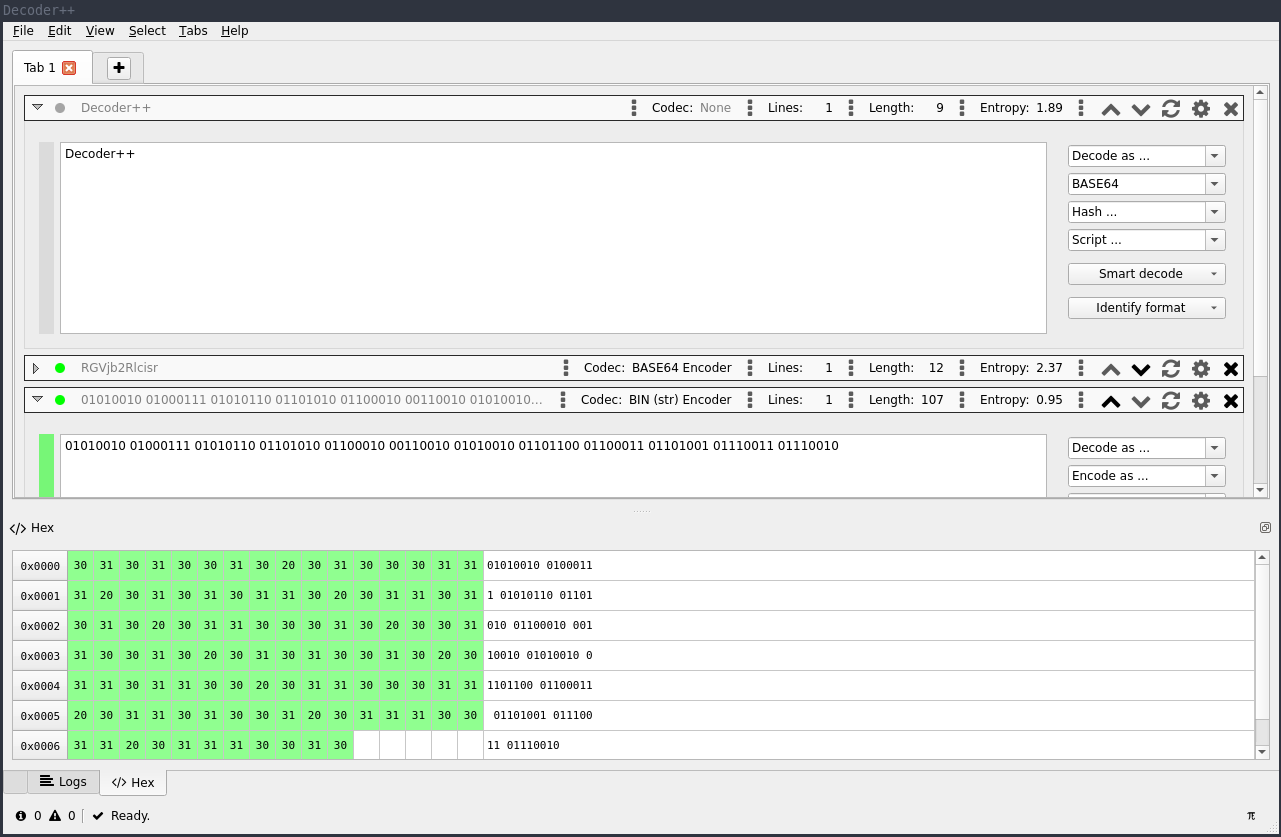 Decoder++
File Edit View Select Tabs Help
Tab 1
Decoder++ Codec: None Lines: 1 Length: 9 Entropy: 1.89
Decoder++
Decode as ...
BASE64
Hash ...
Script ...
Smart decode
Identify format
RGVjb2Rlcisr Codec: BASE64 Encoder Lines: 1 Length: 12 Entropy: 2.37
01010010 01000111 01010110 01101010 01100010 00110010 01010010... Codec: BIN (str) Encoder Lines: 1 Length: 107 Entropy: 0.95
01010010 01000111 01010110 01101010 01100010 00110010 01010010 01101100 01100011 01101001 01110011 01110010
Decode as ...
Encode as ...
</> Hex
0x0000 30 31 30 31 30 30 31 30 20 30 31 30 30 30 31 31 01010010 0100011
0x0001 31 20 30 31 30 31 30 31 31 30 20 30 31 31 30 31 1 01010110 01101
0x0002 30 31 30 20 30 31 31 30 30 30 31 30 20 30 30 31 010 01100010 001
0x0003 31 30 30 31 30 20 30 31 30 31 30 30 31 30 20 30 10010 01010010 0
0x0004 31 31 30 31 31 30 30 20 30 31 31 30 30 30 31 31 1101100 01100011
0x0005 20 30 31 31 30 31 30 30 31 20 30 31 31 31 30 30 01101001 011100
0x0006 31 31 20 30 31 31 31 30 30 31 30 11 01110010
Logs </> Hex
0 0 Ready. π